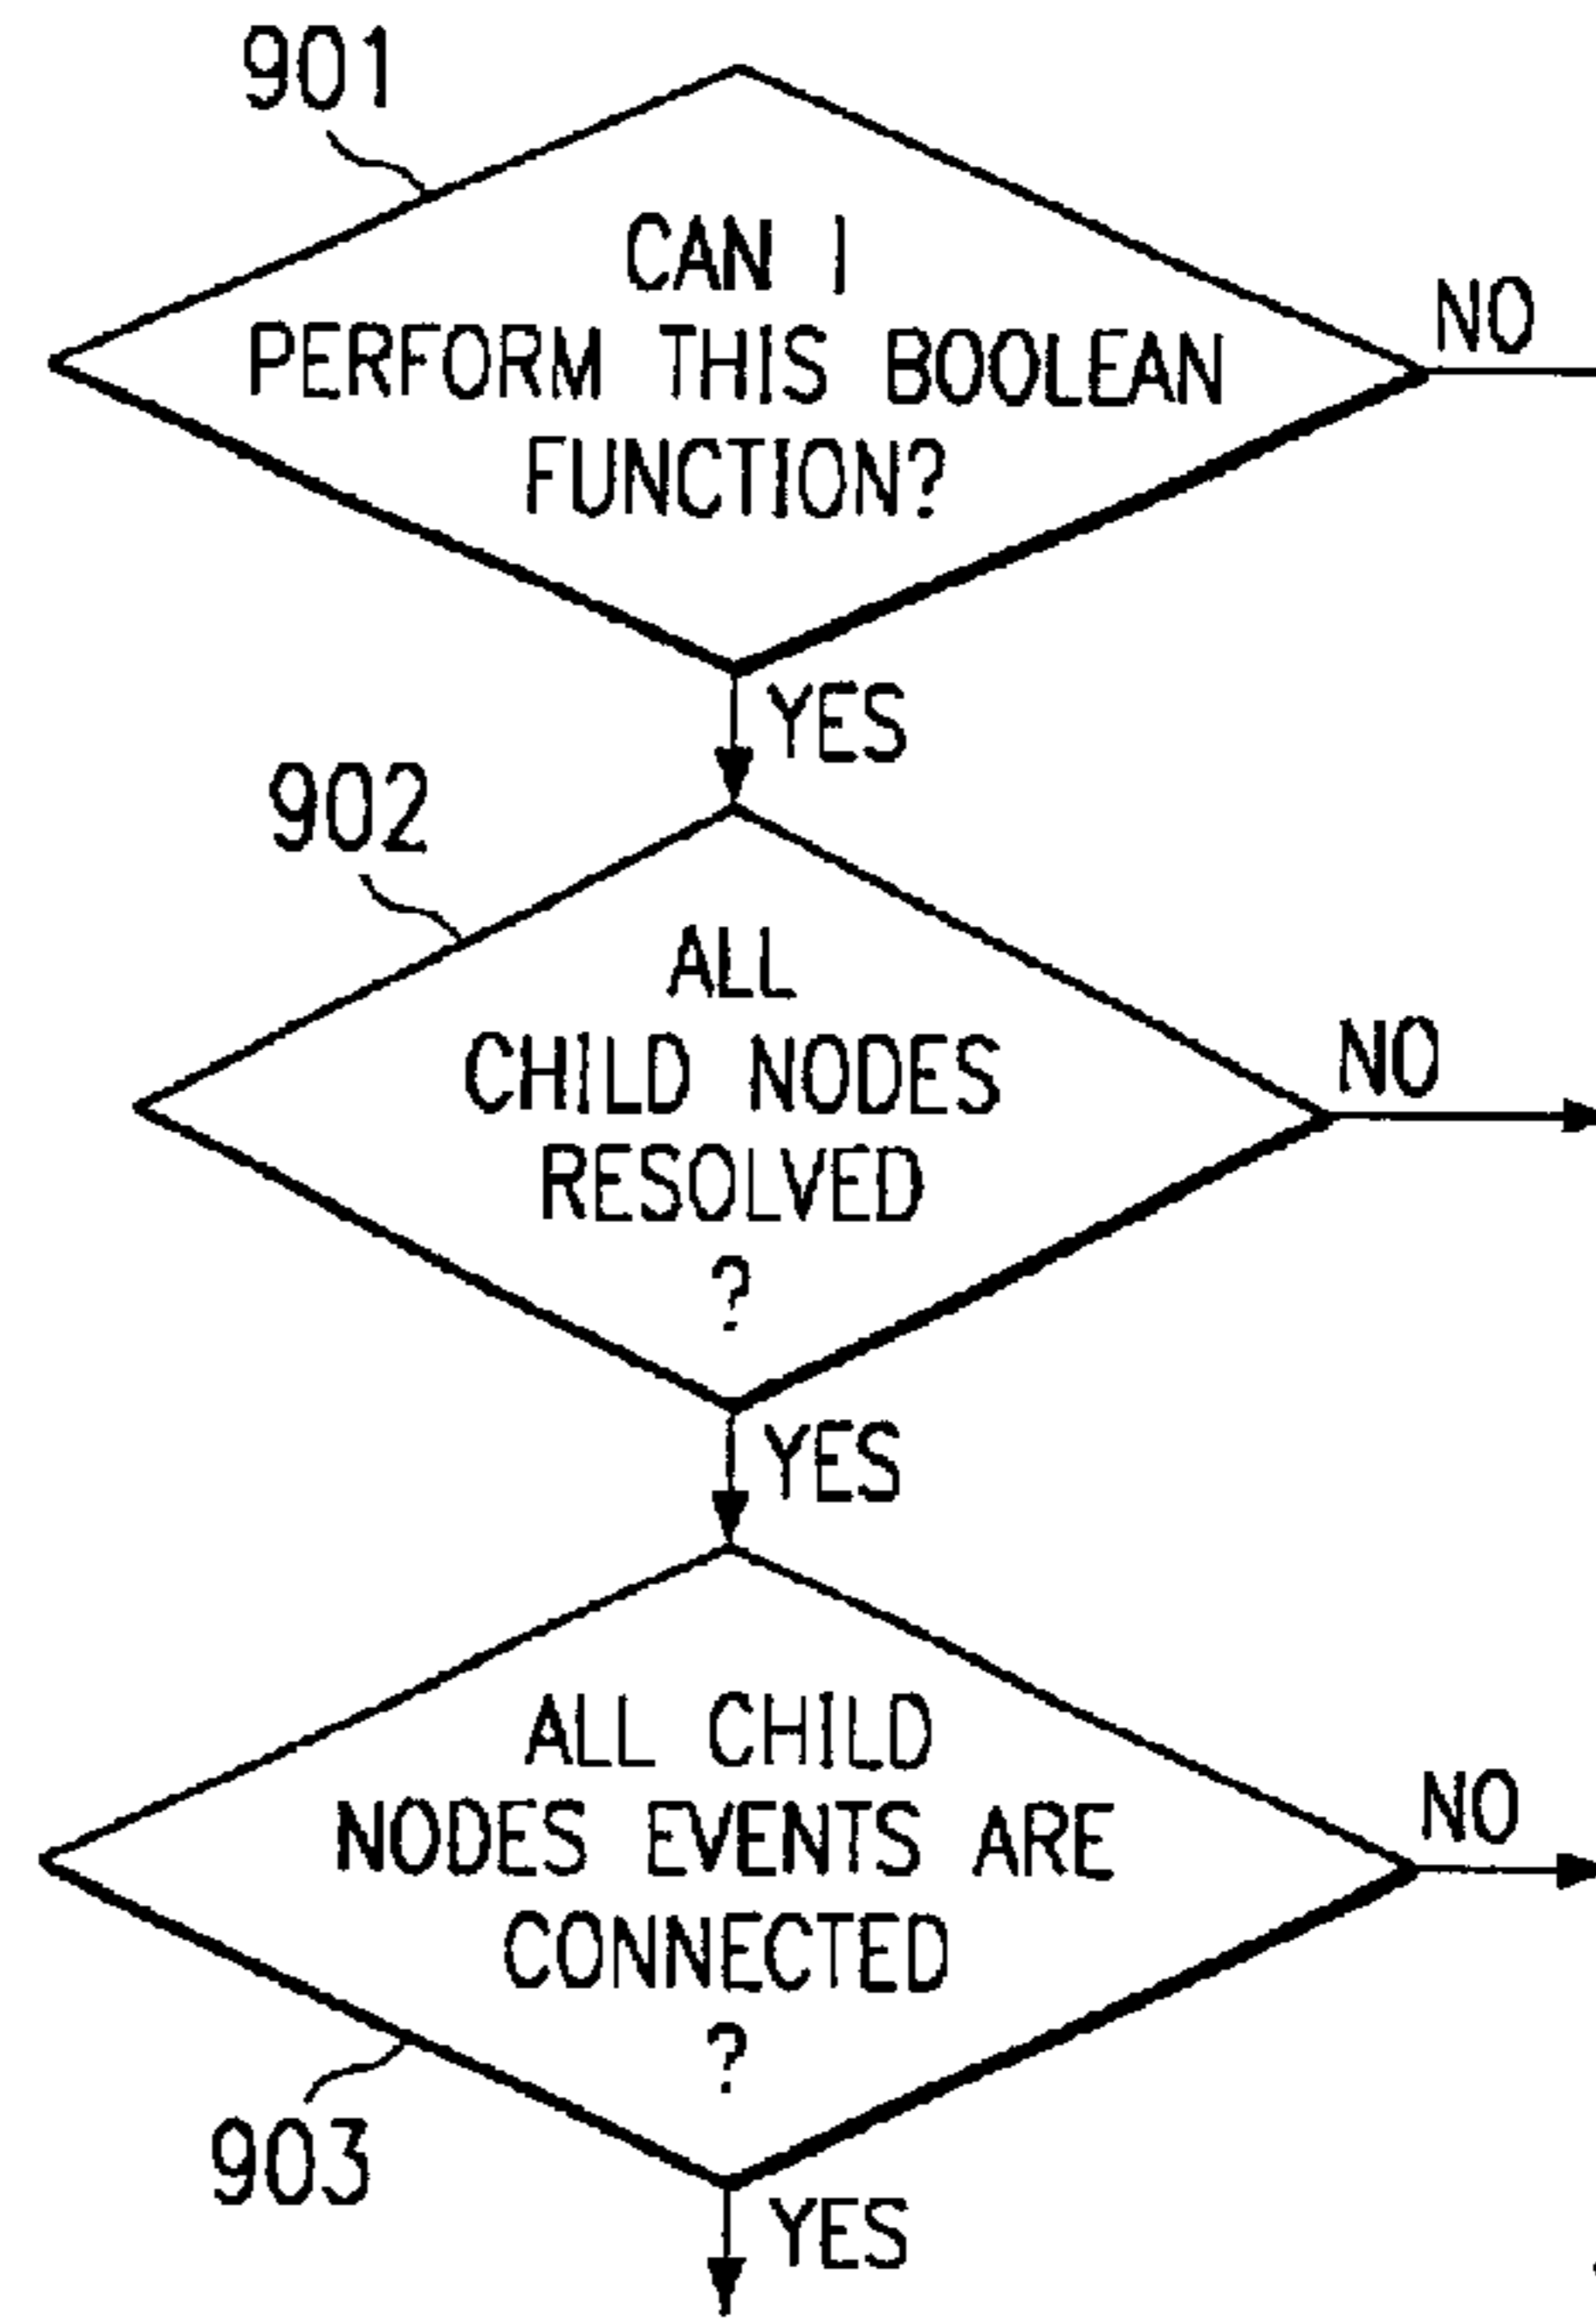 901
CAN I
PERFORM THIS BOOLEAN
FUNCTION?
NO
YES
902
ALL
CHILD NODES
RESOLVED
?
NO
YES
ALL CHILD
NODES EVENTS ARE
CONNECTED
?
NO
903
YES